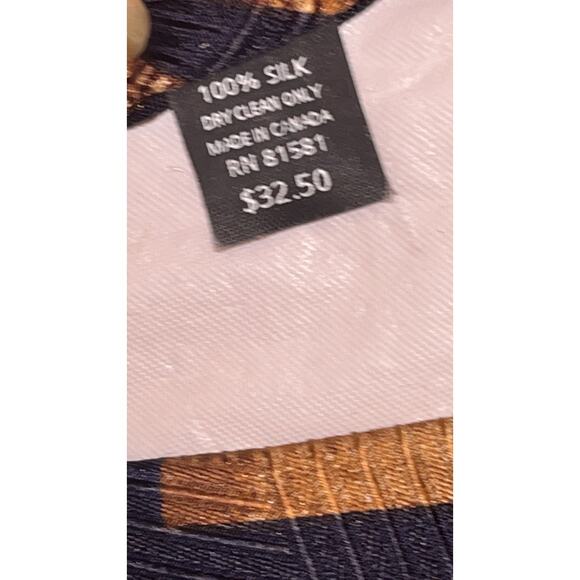 100% SILK
DRY CLEAN ONLY
MADE IN CANADA
RN 81581
$32.50